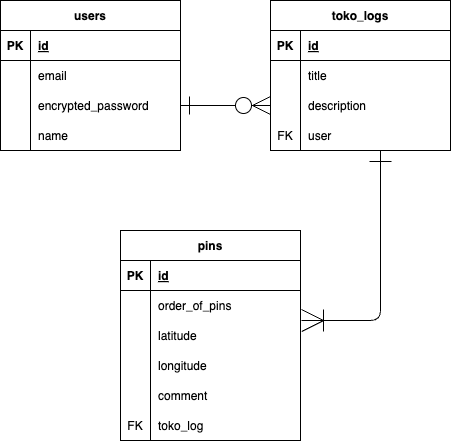 users
PK id
email
encrypted_password
name
toko_logs
PK id
title
description
FK user
pins
PK id
order_of_pins
latitude
longitude
comment
FK toko_log